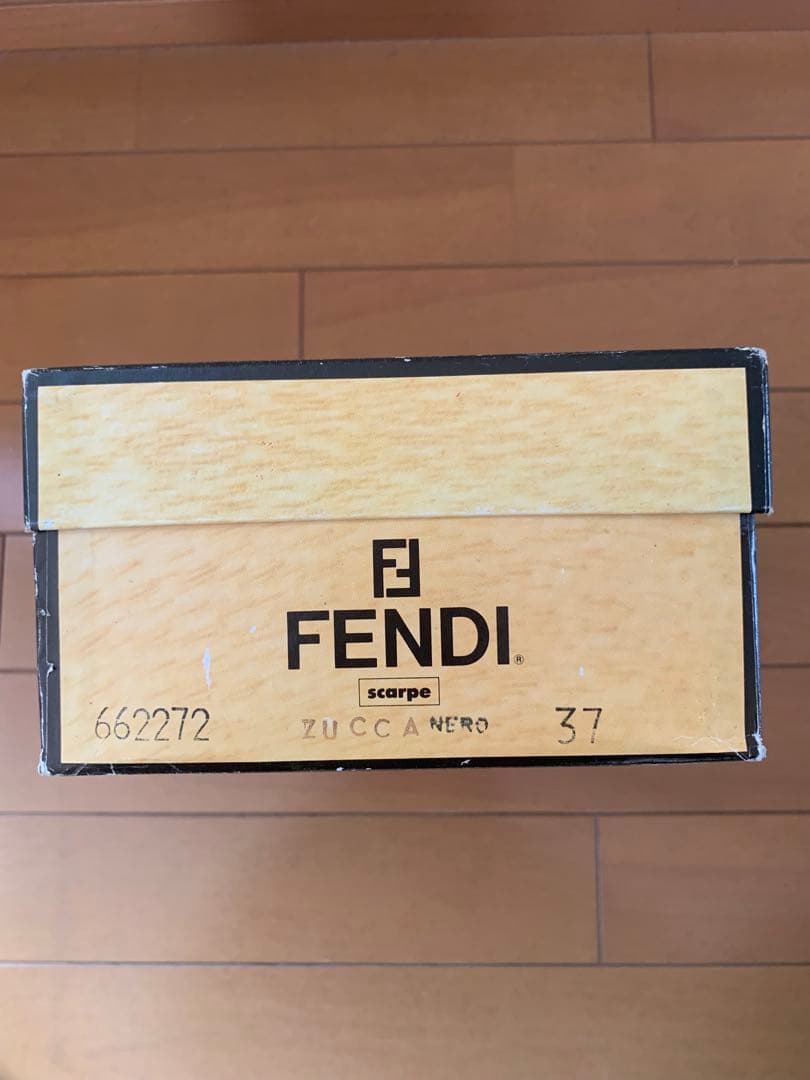 FF
FENDI®
scarpe
662272 ZUCCA NERO 37